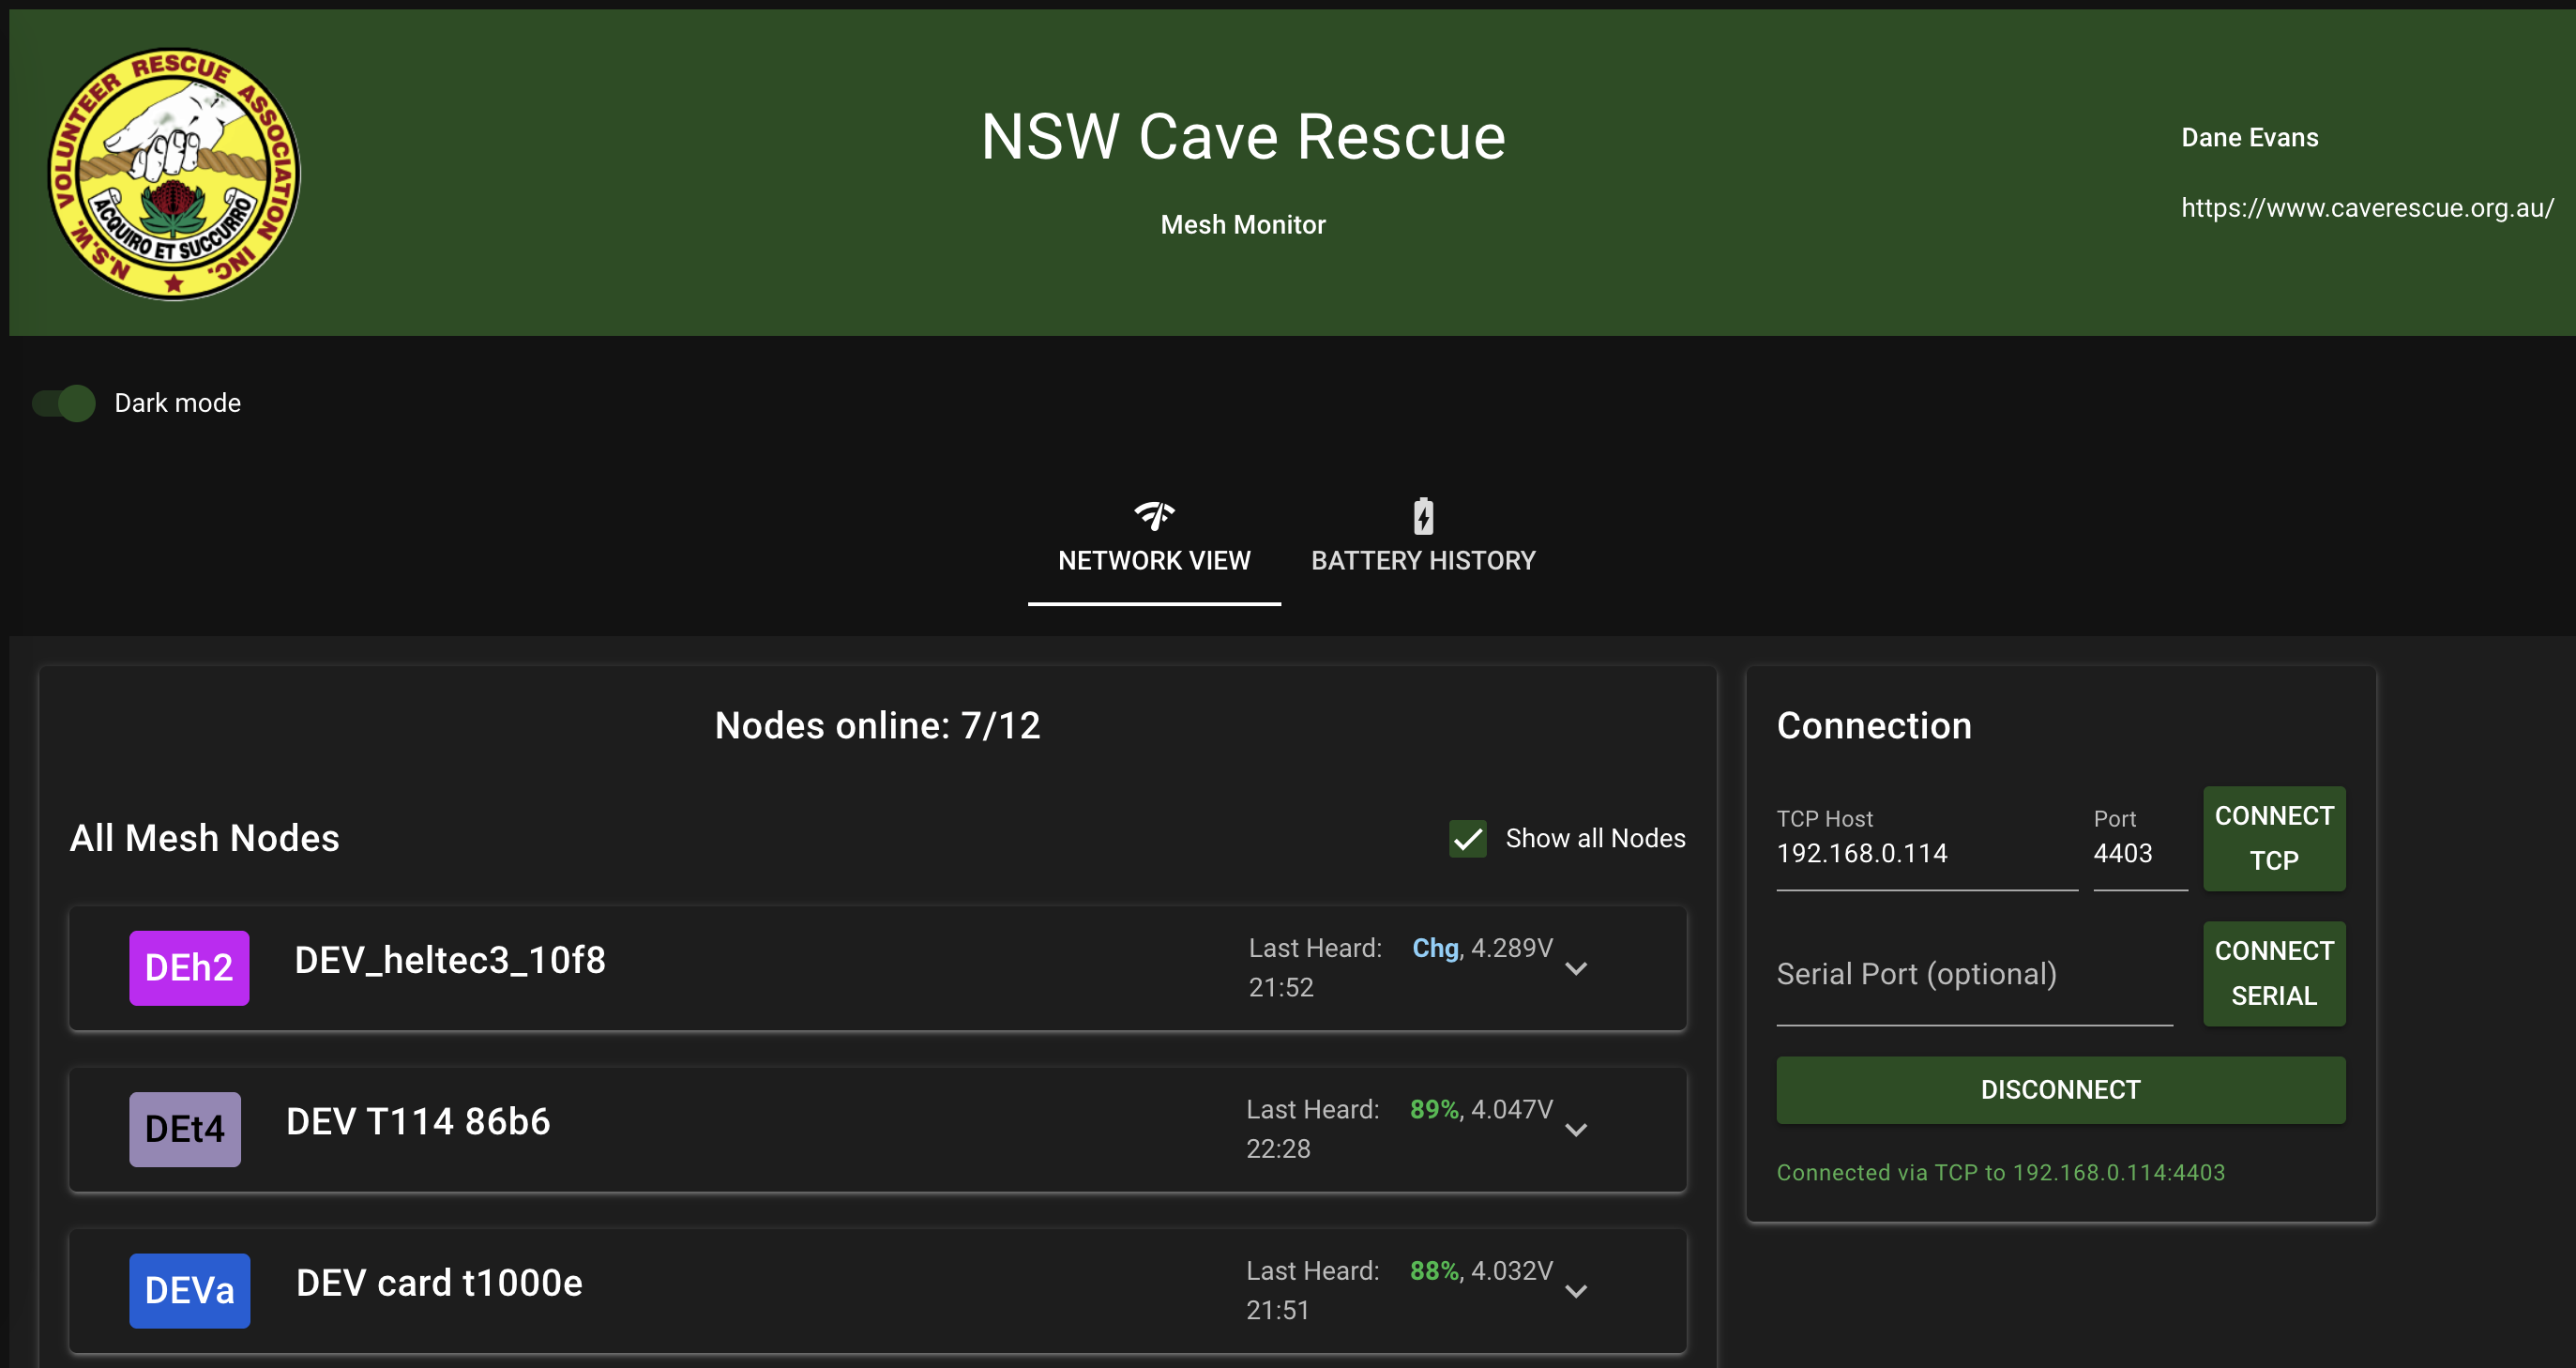 N.S.W. VOLUNTEER RESCUE ASSOCIATION INC.
ACQUIRO ET SUCCURRO
NSW Cave Rescue
Mesh Monitor
Dane Evans
https://www.caverescue.org.au/
Dark mode
NETWORK VIEW
BATTERY HISTORY
Nodes online: 7/12
All Mesh Nodes
Show all Nodes
DEh2
DEV_heltec3_10f8
Last Heard:
21:52
Chg, 4.289V
DEt4
DEV T114 86b6
Last Heard:
22:28
89%, 4.047V
DEVa
DEV card t1000e
Last Heard:
21:51
88%, 4.032V
Connection
TCP Host
192.168.0.114
Port
4403
CONNECT
TCP
Serial Port (optional)
CONNECT
SERIAL
DISCONNECT
Connected via TCP to 192.168.0.114:4403